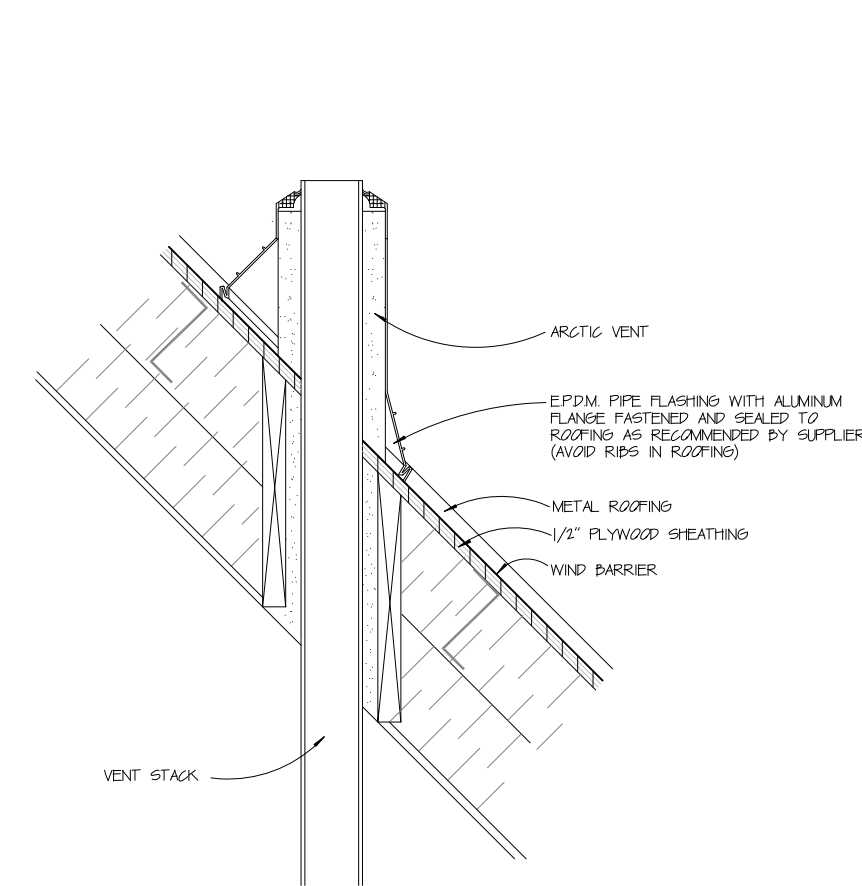 ARCTIC VENT
E.P.D.M. PIPE FLASHING WITH ALUMINUM
FLANGE FASTENED AND SEALED TO
ROOFING AS RECOMMENDED BY SUPPLIER
(AVOID RIBS IN ROOFING)
METAL ROOFING
1/2" PLYWOOD SHEATHING
WIND BARRIER
VENT STACK